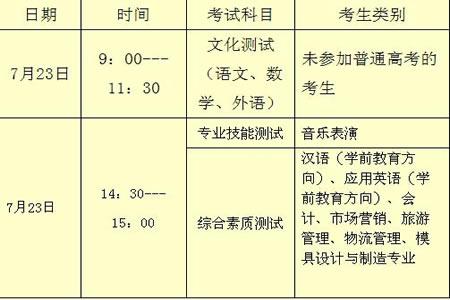 日期 时间 考试科目 考生类别
7月23日
9：00---
11：30
文化测试
（语文、数
学、外语）
未参加普通高考的
考生
7月23日
14：30---
15：00
专业技能测试 音乐表演
综合素质测试
汉语（学前教育方
向）、应用英语（学
前教育方向）、会
计、市场营销、旅游
管理、物流管理、模
具设计与制造专业